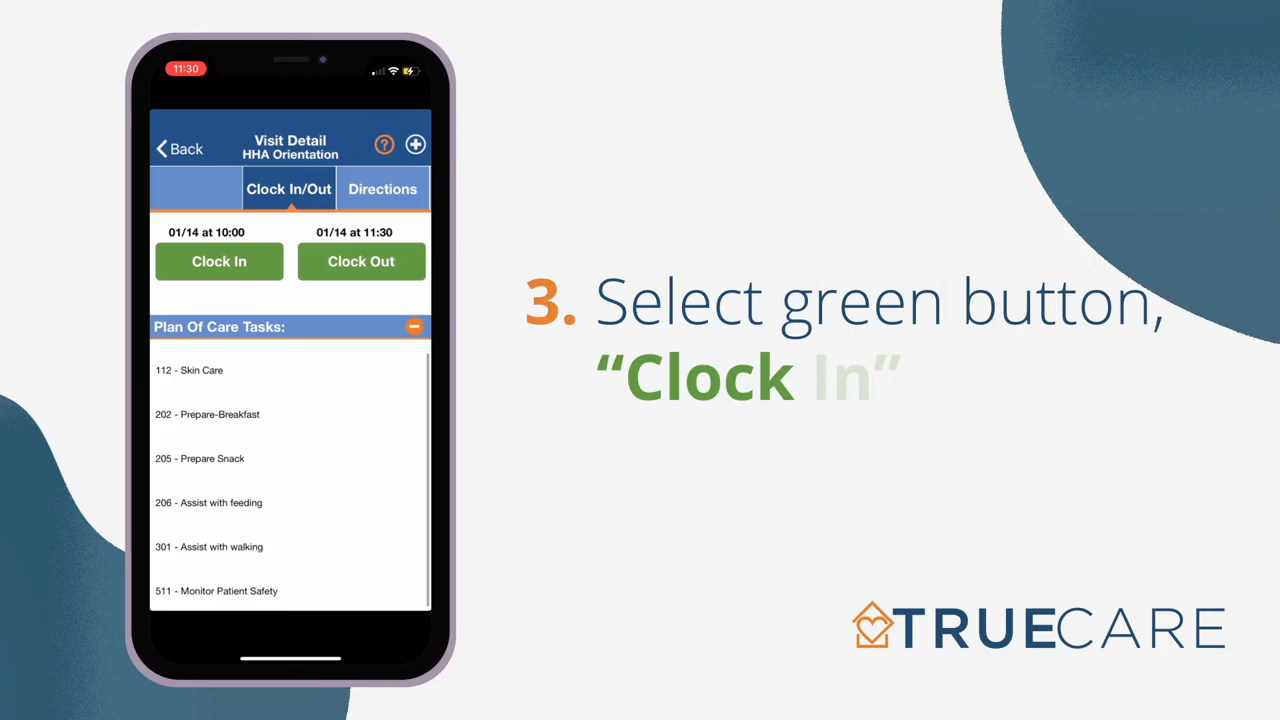 11:30
Back
Visit Detail
HHA Orientation
?
Clock In/Out
Directions
01/14 at 10:00
01/14 at 11:30
Clock In
Clock Out
Plan Of Care Tasks:
112 - Skin Care
202 - Prepare-Breakfast
205 - Prepare Snack
206 - Assist with feeding
301 - Assist with walking
511 - Monitor Patient Safety
3. Select green button,
“Clock In”
TRUECARE